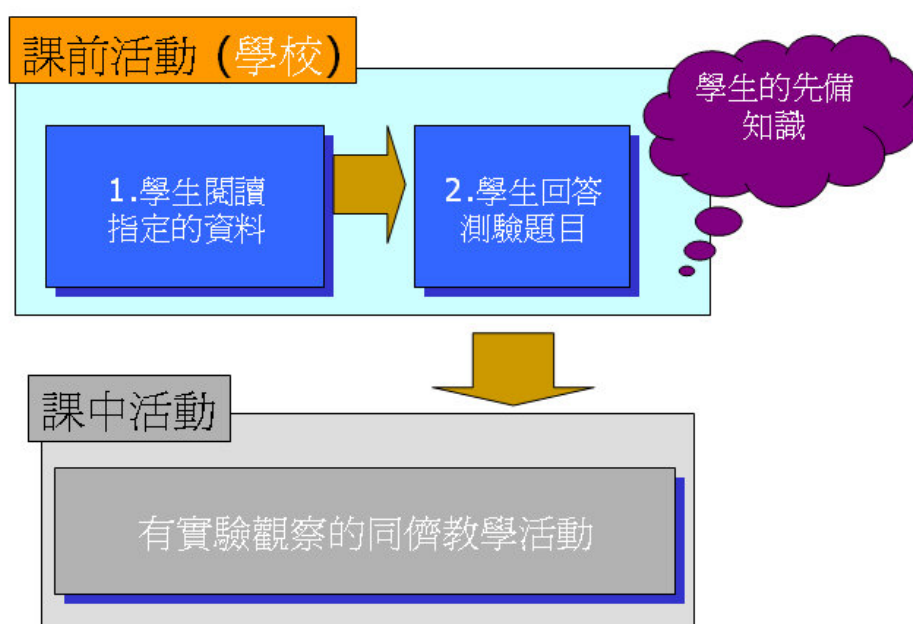 課前活動 (學校)
學生的先備
知識
1.學生閱讀
指定的資料
2.學生回答
測驗題目
課中活動
有實驗觀察的同儕教學活動